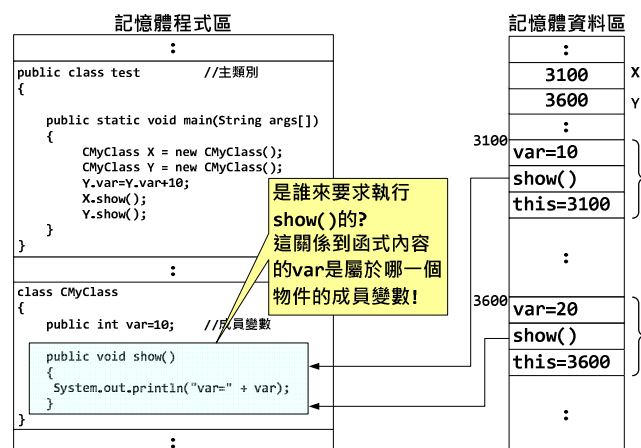 記憶體程式區
:
public class test //主類別
{
public static void main(String args[])
{
CMyClass X = new CMyClass();
CMyClass Y = new CMyClass();
Y.var=Y.var+10;
X.show();
Y.show();
}
}
:
class CMyClass
{
public int var=10; //成員變數
public void show()
{
System.out.println("var=" + var);
}
}
:
是誰來要求執行
show()的?
這關係到函式內容
的var是屬於哪一個
物件的成員變數!
記憶體資料區
:
3100 X
3600 Y
:
3100
var=10
show()
this=3100
:
3600
var=20
show()
this=3600
: